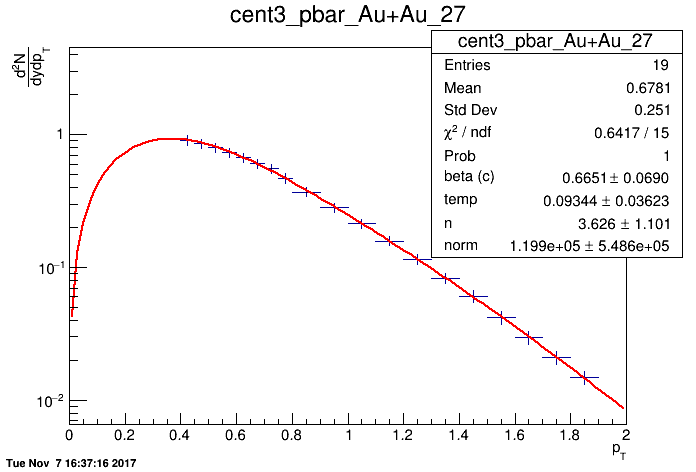 cent3_pbar_Au+Au_27
d²N
dydp_T
cent3_pbar_Au+Au_27
Entries 19
Mean 0.6781
Std Dev 0.251
χ² / ndf 0.6417 / 15
Prob 1
beta (c) 0.6651 ± 0.0690
temp 0.09344 ± 0.03623
n 3.626 ± 1.101
norm 1.199e+05 ± 5.486e+05
1
10⁻¹
10⁻²
0 0.2 0.4 0.6 0.8 1 1.2 1.4 1.6 1.8 2
p_T
Tue Nov 7 16:37:16 2017